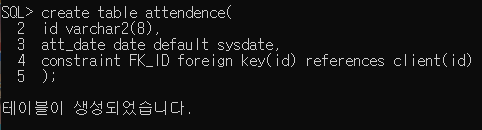 SQL> create table attendence(
  2  id varchar2(8),
  3  att_date date default sysdate,
  4  constraint FK_ID foreign key(id) references client(id)
  5  );
테이블이 생성되었습니다.